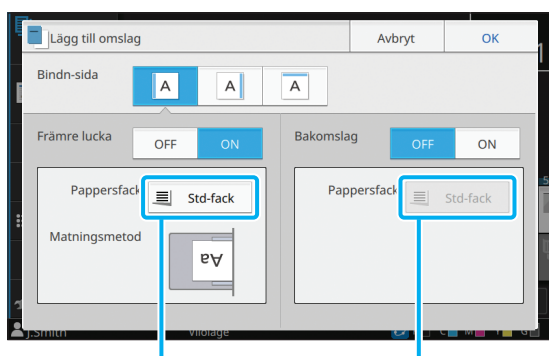 Lägg till omslag Avbryt OK
Bindn-sida A A A
Främre lucka OFF ON Bakomslag OFF ON
Pappersfack Std-fack Pappersfack Std-fack
Matningsmetod
Aa
J.Smith Viloläge C M Y G